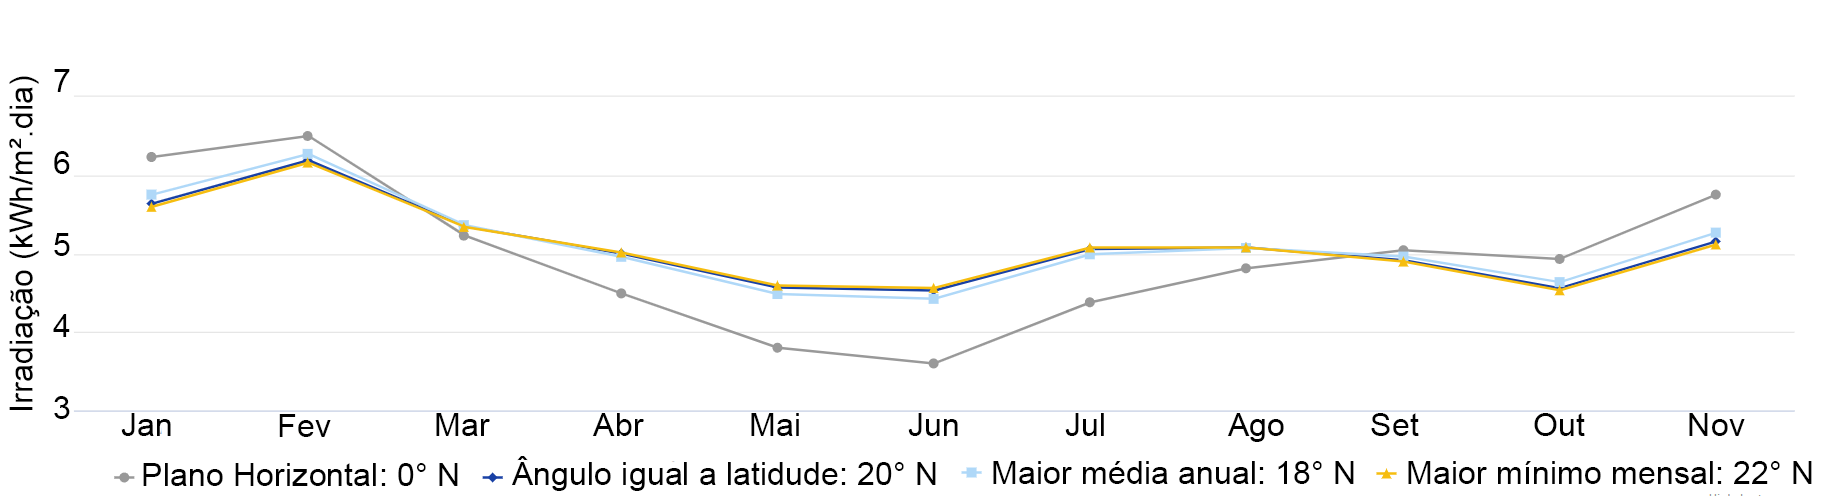 Irradiação (kWh/m².dia)
7
6
5
4
3
Jan Fev Mar Abr Mai Jun Jul Ago Set Out Nov
Plano Horizontal: 0° N Ângulo igual a latidude: 20° N Maior média anual: 18° N Maior mínimo mensal: 22° N